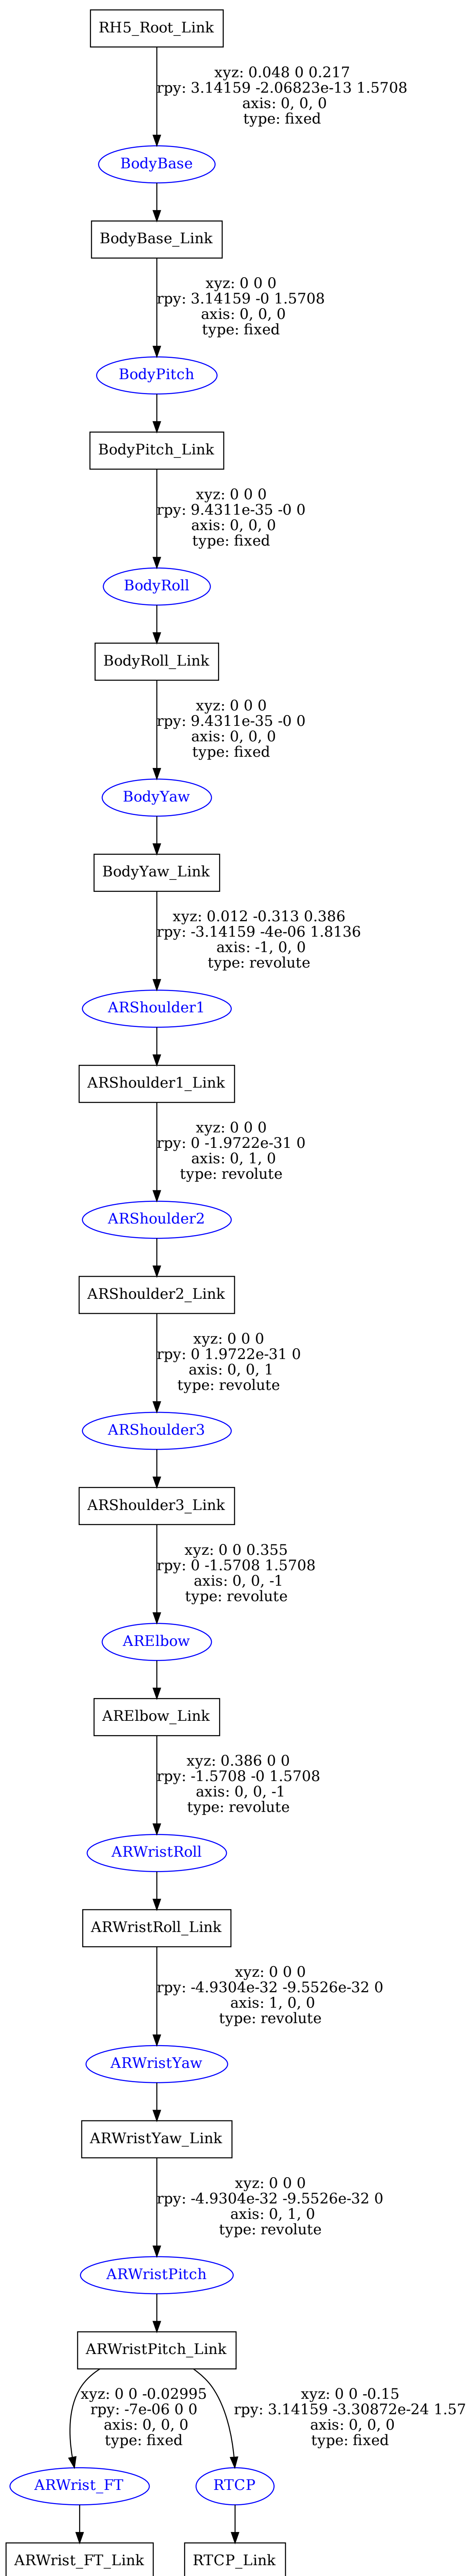 RH5_Root_Link
xyz: 0.048 0 0.217
rpy: 3.14159 -2.06823e-13 1.5708
axis: 0, 0, 0
type: fixed
BodyBase
BodyBase_Link
xyz: 0 0 0
rpy: 3.14159 -0 1.5708
axis: 0, 0, 0
type: fixed
BodyPitch
BodyPitch_Link
xyz: 0 0 0
rpy: 9.4311e-35 -0 0
axis: 0, 0, 0
type: fixed
BodyRoll
BodyRoll_Link
xyz: 0 0 0
rpy: 9.4311e-35 -0 0
axis: 0, 0, 0
type: fixed
BodyYaw
BodyYaw_Link
xyz: 0.012 -0.313 0.386
rpy: -3.14159 -4e-06 1.8136
axis: -1, 0, 0
type: revolute
ARShoulder1
ARShoulder1_Link
xyz: 0 0 0
rpy: 0 -1.9722e-31 0
axis: 0, 1, 0
type: revolute
ARShoulder2
ARShoulder2_Link
xyz: 0 0 0
rpy: 0 1.9722e-31 0
axis: 0, 0, 1
type: revolute
ARShoulder3
ARShoulder3_Link
xyz: 0 0 0.355
rpy: 0 -1.5708 1.5708
axis: 0, 0, -1
type: revolute
ARElbow
ARElbow_Link
xyz: 0.386 0 0
rpy: -1.5708 -0 1.5708
axis: 0, 0, -1
type: revolute
ARWristRoll
ARWristRoll_Link
xyz: 0 0 0
rpy: -4.9304e-32 -9.5526e-32 0
axis: 1, 0, 0
type: revolute
ARWristYaw
ARWristYaw_Link
xyz: 0 0 0
rpy: -4.9304e-32 -9.5526e-32 0
axis: 0, 1, 0
type: revolute
ARWristPitch
ARWristPitch_Link
xyz: 0 0 -0.02995
rpy: -7e-06 0 0
axis: 0, 0, 0
type: fixed
xyz: 0 0 -0.15
rpy: 3.14159 -3.30872e-24 1.57
axis: 0, 0, 0
type: fixed
ARWrist_FT
RTCP
ARWrist_FT_Link
RTCP_Link